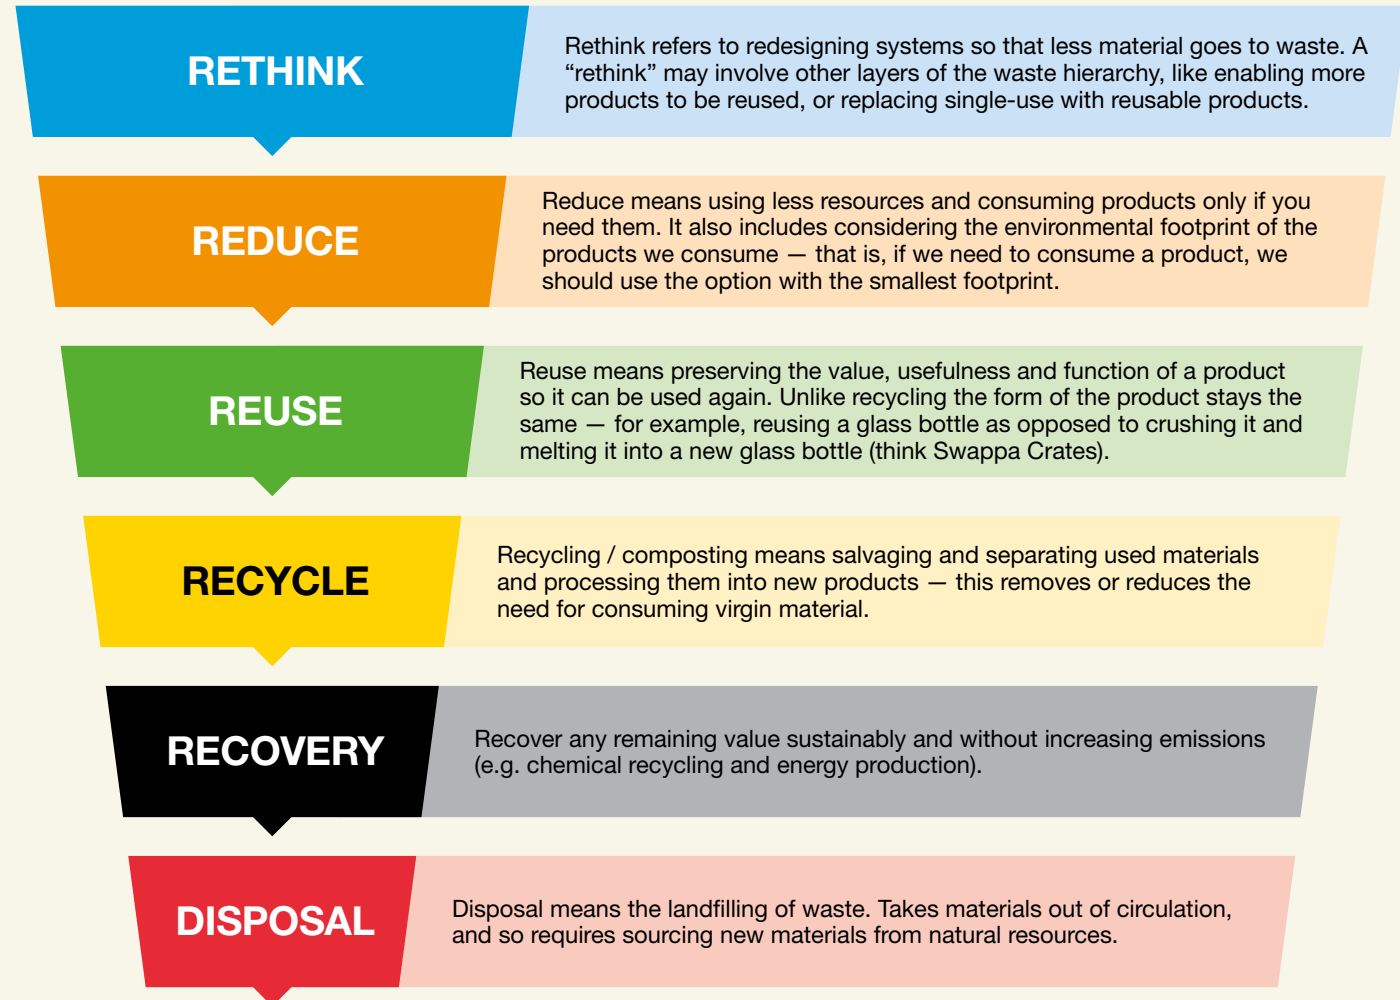 RETHINK
Rethink refers to redesigning systems so that less material goes to waste. A
“rethink” may involve other layers of the waste hierarchy, like enabling more
products to be reused, or replacing single-use with reusable products.
REDUCE
Reduce means using less resources and consuming products only if you
need them. It also includes considering the environmental footprint of the
products we consume — that is, if we need to consume a product, we
should use the option with the smallest footprint.
REUSE
Reuse means preserving the value, usefulness and function of a product
so it can be used again. Unlike recycling the form of the product stays the
same — for example, reusing a glass bottle as opposed to crushing it and
melting it into a new glass bottle (think Swappa Crates).
RECYCLE
Recycling / composting means salvaging and separating used materials
and processing them into new products — this removes or reduces the
need for consuming virgin material.
RECOVERY
Recover any remaining value sustainably and without increasing emissions
(e.g. chemical recycling and energy production).
DISPOSAL
Disposal means the landfilling of waste. Takes materials out of circulation,
and so requires sourcing new materials from natural resources.